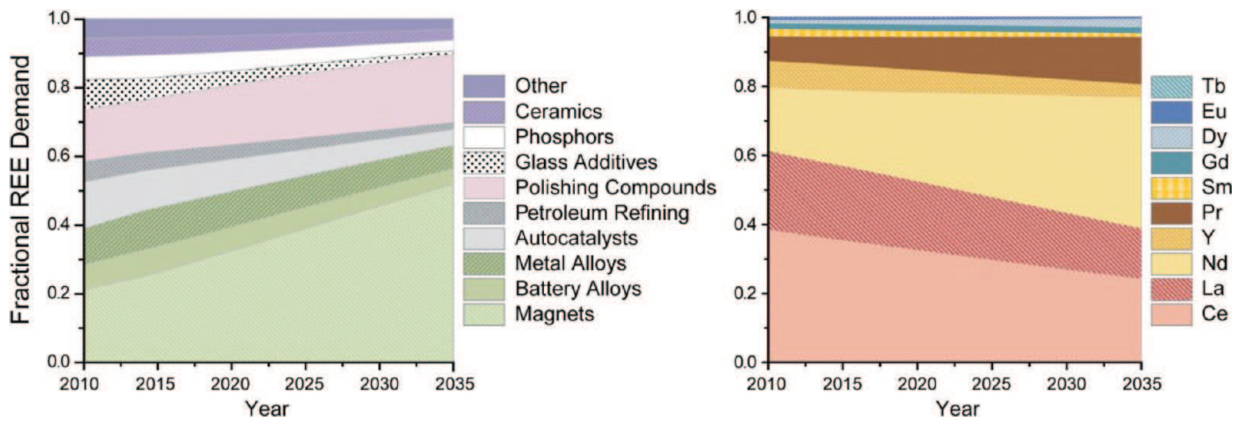 Fractional REE Demand
1.0
0.8
0.6
0.4
0.2
0.0
2010 2015 2020 2025 2030 2035
Year
Other
Ceramics
Phosphors
Glass Additives
Polishing Compounds
Petroleum Refining
Autocatalysts
Metal Alloys
Battery Alloys
Magnets
1.0
0.8
0.6
0.4
0.2
0.0
2010 2015 2020 2025 2030 2035
Year
Tb
Eu
Dy
Gd
Sm
Pr
Y
Nd
La
Ce